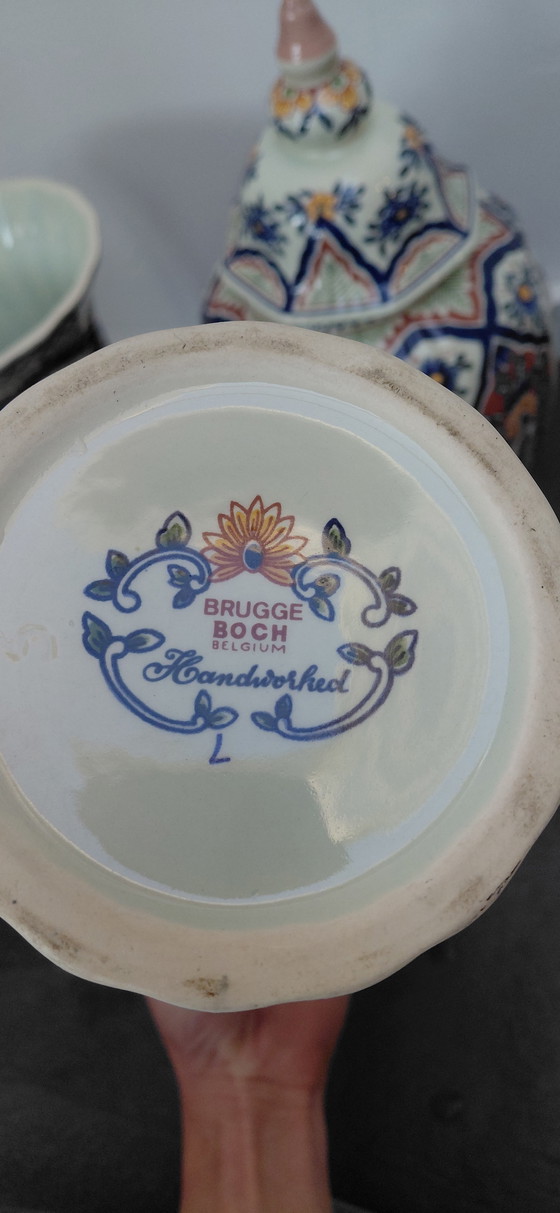 BRUGGE
BOCH
BELGIUM
Handworked
L